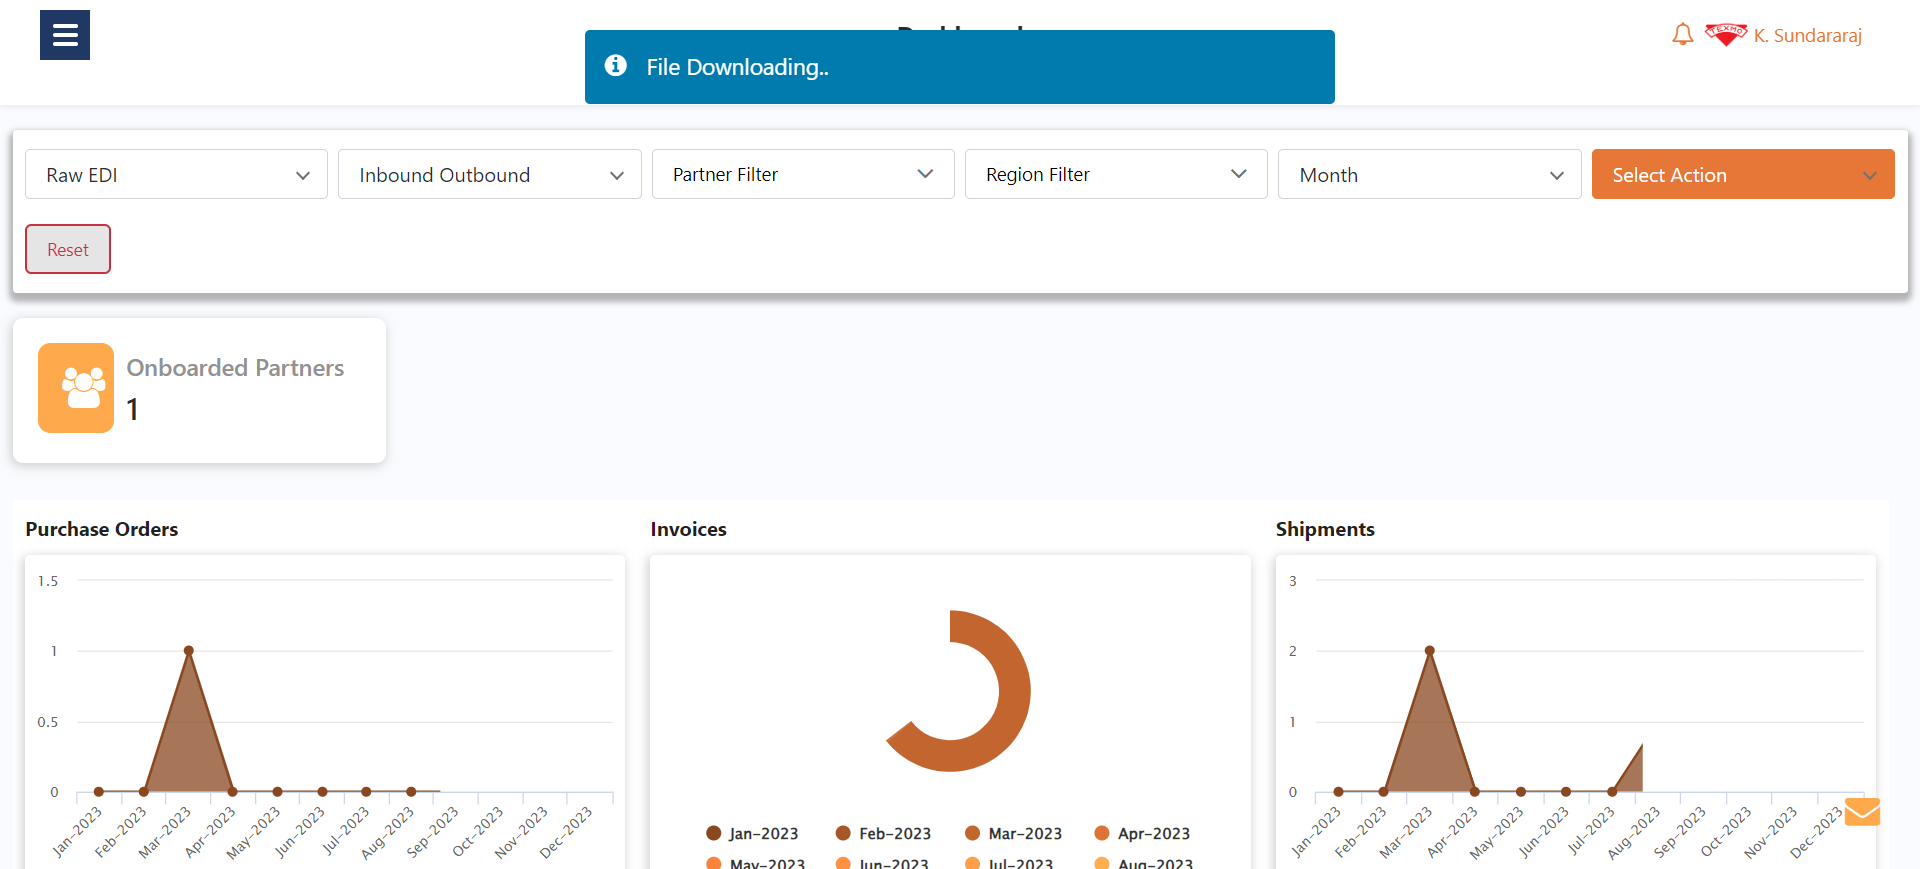 File Downloading..
TEXMO
K. Sundararaj
Raw EDI
Inbound Outbound
Partner Filter
Region Filter
Month
Select Action
Reset
Onboarded Partners
1
Purchase Orders
1.5
1
0.5
0
Jan-2023
Feb-2023
Mar-2023
Apr-2023
May-2023
Jun-2023
Jul-2023
Aug-2023
Sep-2023
Oct-2023
Nov-2023
Dec-2023
Invoices
Jan-2023 Feb-2023 Mar-2023 Apr-2023
May-2023 Jun-2023 Jul-2023 Aug-2023
Shipments
3
2
1
0
Jan-2023
Feb-2023
Mar-2023
Apr-2023
May-2023
Jun-2023
Jul-2023
Aug-2023
Sep-2023
Oct-2023
Nov-2023
Dec-2023